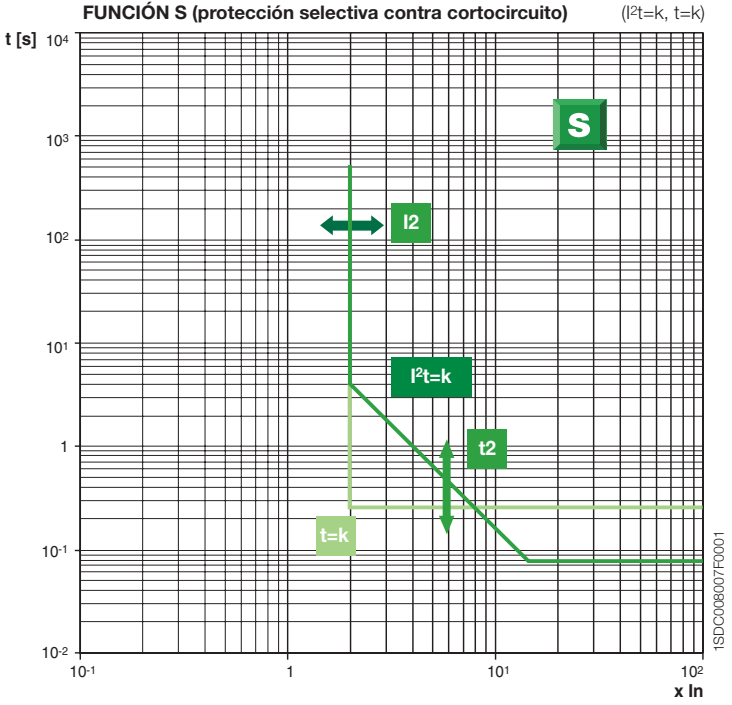 FUNCIÓN S (protección selectiva contra cortocircuito) (I²t=k, t=k)
t [s]
10⁴
S
10³
I2
10²
10¹
I²t=k
1
t2
t=k
10⁻¹
10⁻²
10⁻¹ 1 10¹ 10²
x In
1SDC008007F0001